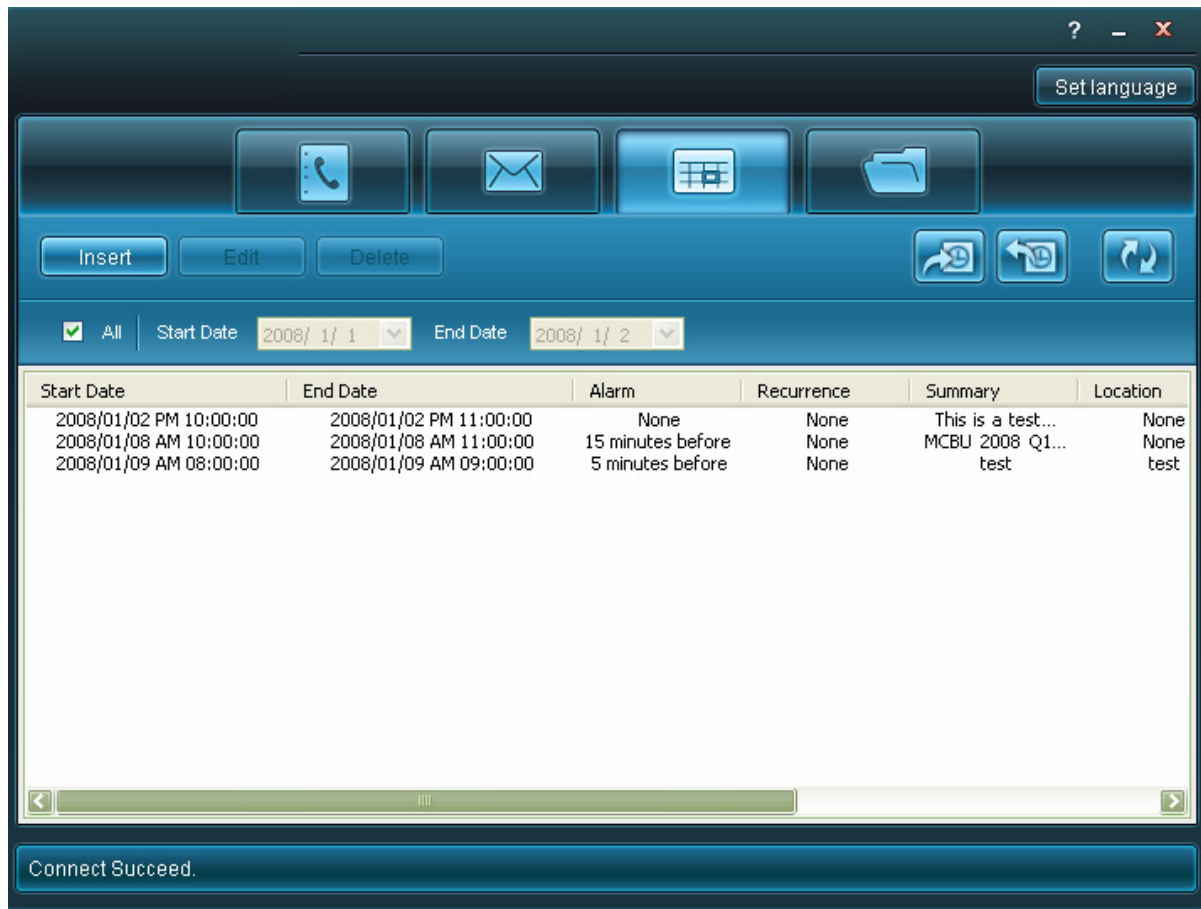 ?
Set language
Insert Edit Delete
All Start Date 2008/ 1/ 1 End Date 2008/ 1/ 2
Start Date End Date Alarm Recurrence Summary Location
2008/01/02 PM 10:00:00 2008/01/02 PM 11:00:00 None None This is a test... None
2008/01/08 AM 10:00:00 2008/01/08 AM 11:00:00 15 minutes before None MCBU 2008 Q1... None
2008/01/09 AM 08:00:00 2008/01/09 AM 09:00:00 5 minutes before None test test
Connect Succeed.